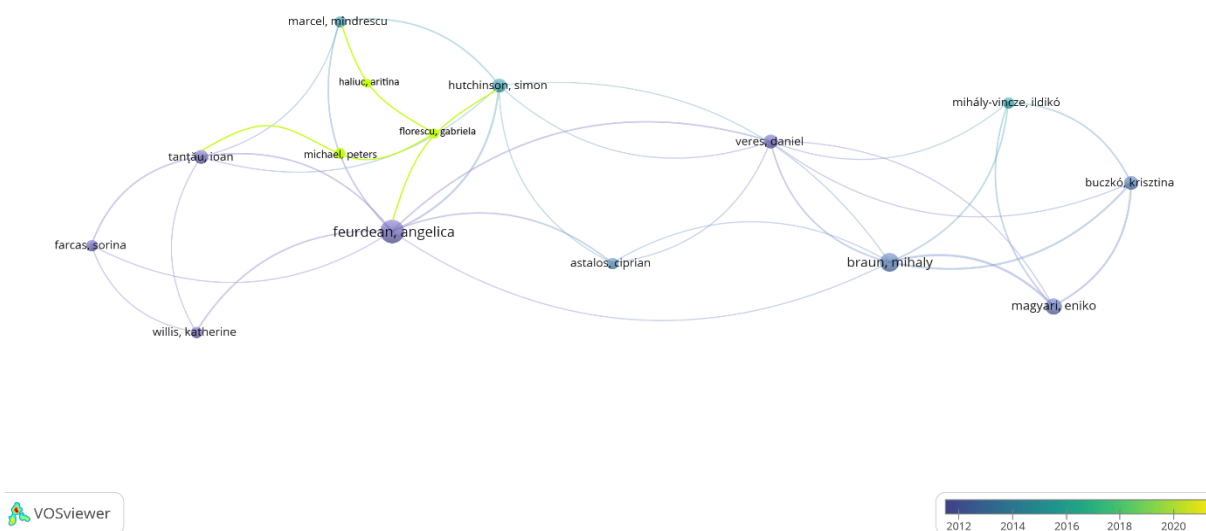 marcel, mîndrescu
haliuc, aritina
hutchinson, simon
mihály-vincze, ildikó
florescu, gabriela
veres, daniel
tanţău, ioan
michael, peters
buczkó, krisztina
feurdean, angelica
farcas, sorina
astalos, ciprian
braun, mihaly
magyari, eniko
willis, katherine
VOSviewer
2012 2014 2016 2018 2020